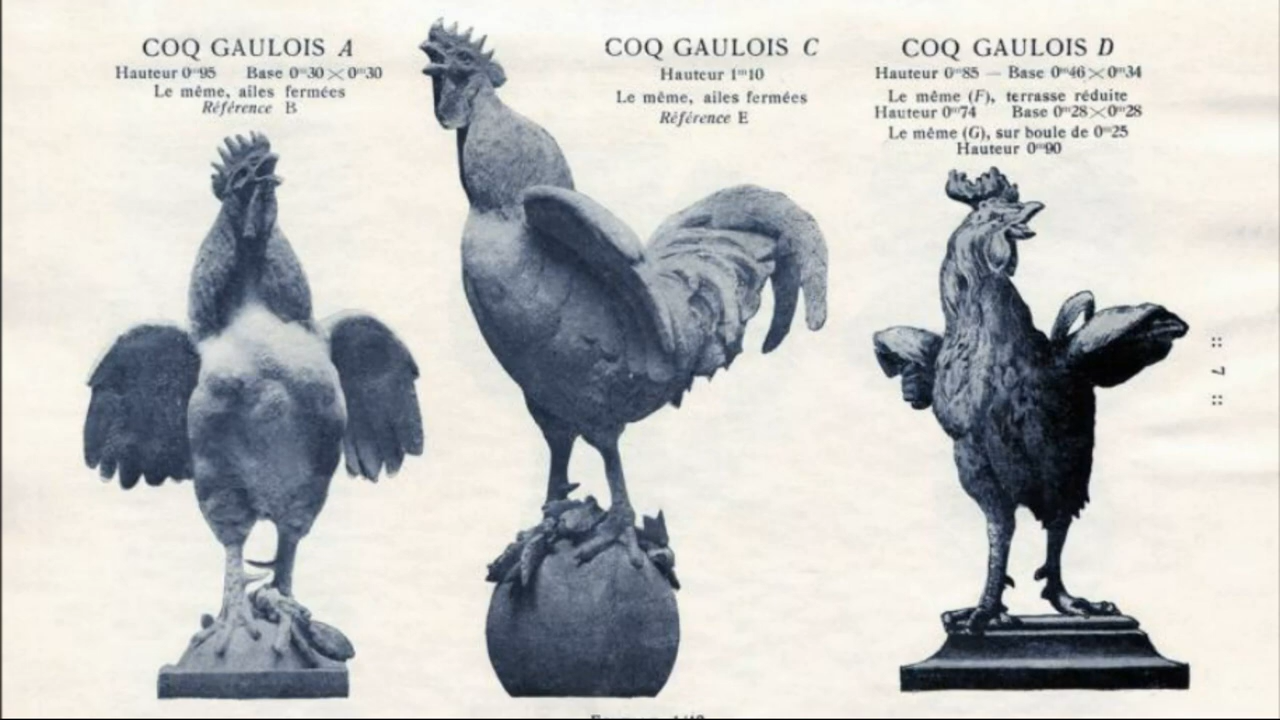 COQ GAULOIS A
Hauteur 0ᵐ95 Base 0ᵐ30×0ᵐ30
Le même, ailes fermées
Référence B
COQ GAULOIS C
Hauteur 1ᵐ10
Le même, ailes fermées
Référence E
COQ GAULOIS D
Hauteur 0ᵐ85 — Base 0ᵐ46×0ᵐ34
Le même (F), terrasse réduite
Hauteur 0ᵐ74 Base 0ᵐ28×0ᵐ28
Le même (G), sur boule de 0ᵐ25
Hauteur 0ᵐ90
:: 7 ::